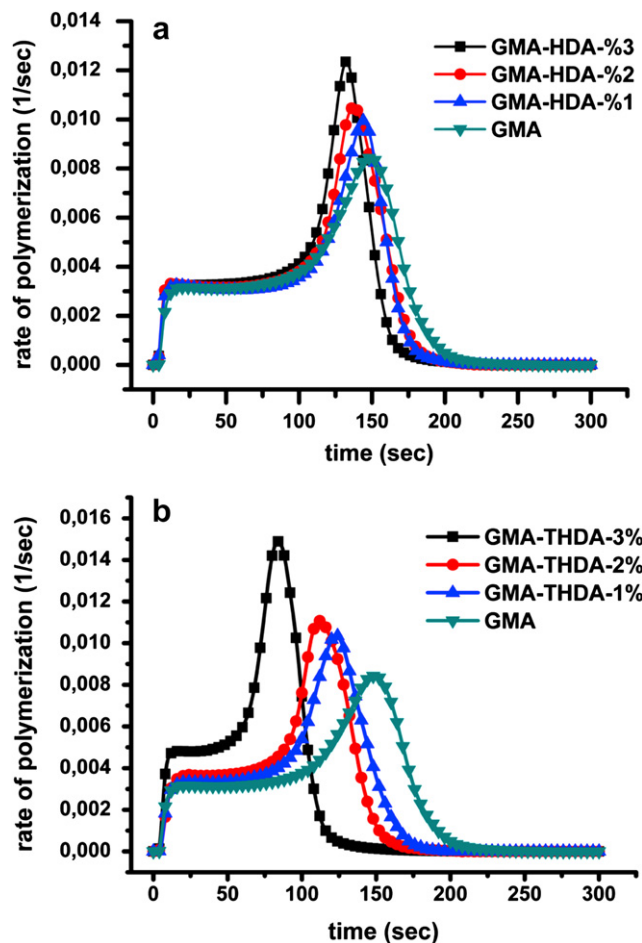 a
GMA-HDA-%3
GMA-HDA-%2
GMA-HDA-%1
GMA
rate of polymerization (1/sec)
0,014
0,012
0,010
0,008
0,006
0,004
0,002
0,000
0 50 100 150 200 250 300
time (sec)
b
GMA-THDA-3%
GMA-THDA-2%
GMA-THDA-1%
GMA
rate of polymerization (1/sec)
0,016
0,014
0,012
0,010
0,008
0,006
0,004
0,002
0,000
0 50 100 150 200 250 300
time (sec)